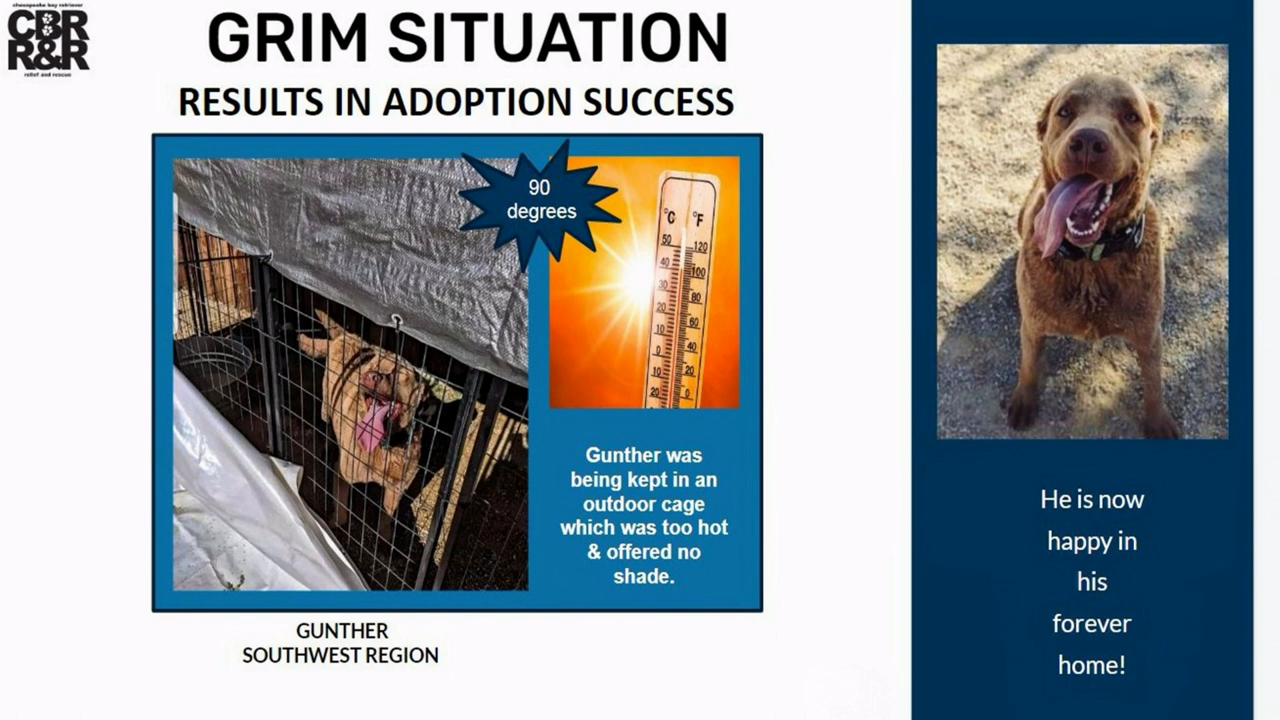 chesapeake bay retriever
CBR
R&R
relief and rescue
GRIM SITUATION
RESULTS IN ADOPTION SUCCESS
90
degrees
°C °F
50 120
40 100
30 80
20 60
10 40
0 20
10 0
20
Gunther was
being kept in an
outdoor cage
which was too hot
& offered no
shade.
GUNTHER
SOUTHWEST REGION
He is now
happy in
his
forever
home!